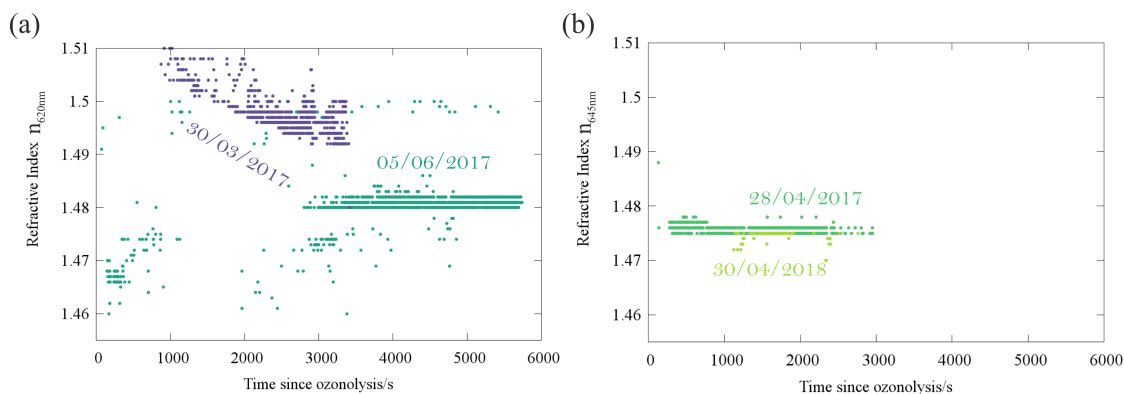 (a)
1.51
1.5
1.49
1.48
1.47
1.46
Refractive Index n620nm
30/03/2017
05/06/2017
0 1000 2000 3000 4000 5000 6000
Time since ozonolysis/s
(b)
1.51
1.5
1.49
1.48
1.47
1.46
Refractive Index n645nm
28/04/2017
30/04/2018
0 1000 2000 3000 4000 5000 6000
Time since ozonolysis/s